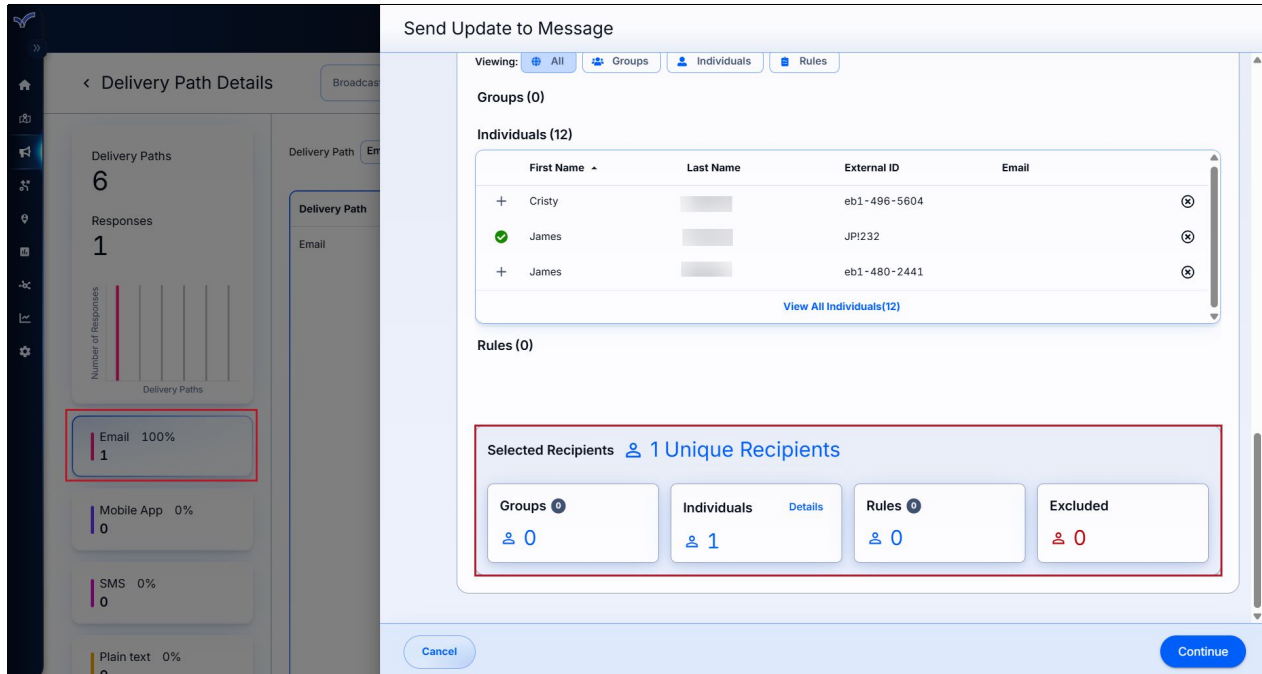 Send Update to Message
Delivery Path Details
Broadcas
Delivery Paths
6
Responses
1
Number of Responses
Delivery Paths
Email 100%
1
Mobile App 0%
0
SMS 0%
0
Plain text 0%
Delivery Path Em
Delivery Path
Email
Viewing: All Groups Individuals Rules
Groups (0)
Individuals (12)
First Name Last Name External ID Email
Cristy eb1-496-5604
James JP!232
James eb1-480-2441
View All Individuals(12)
Rules (0)
Selected Recipients 1 Unique Recipients
Groups 0
0
Individuals Details
1
Rules 0
0
Excluded
0
Cancel
Continue